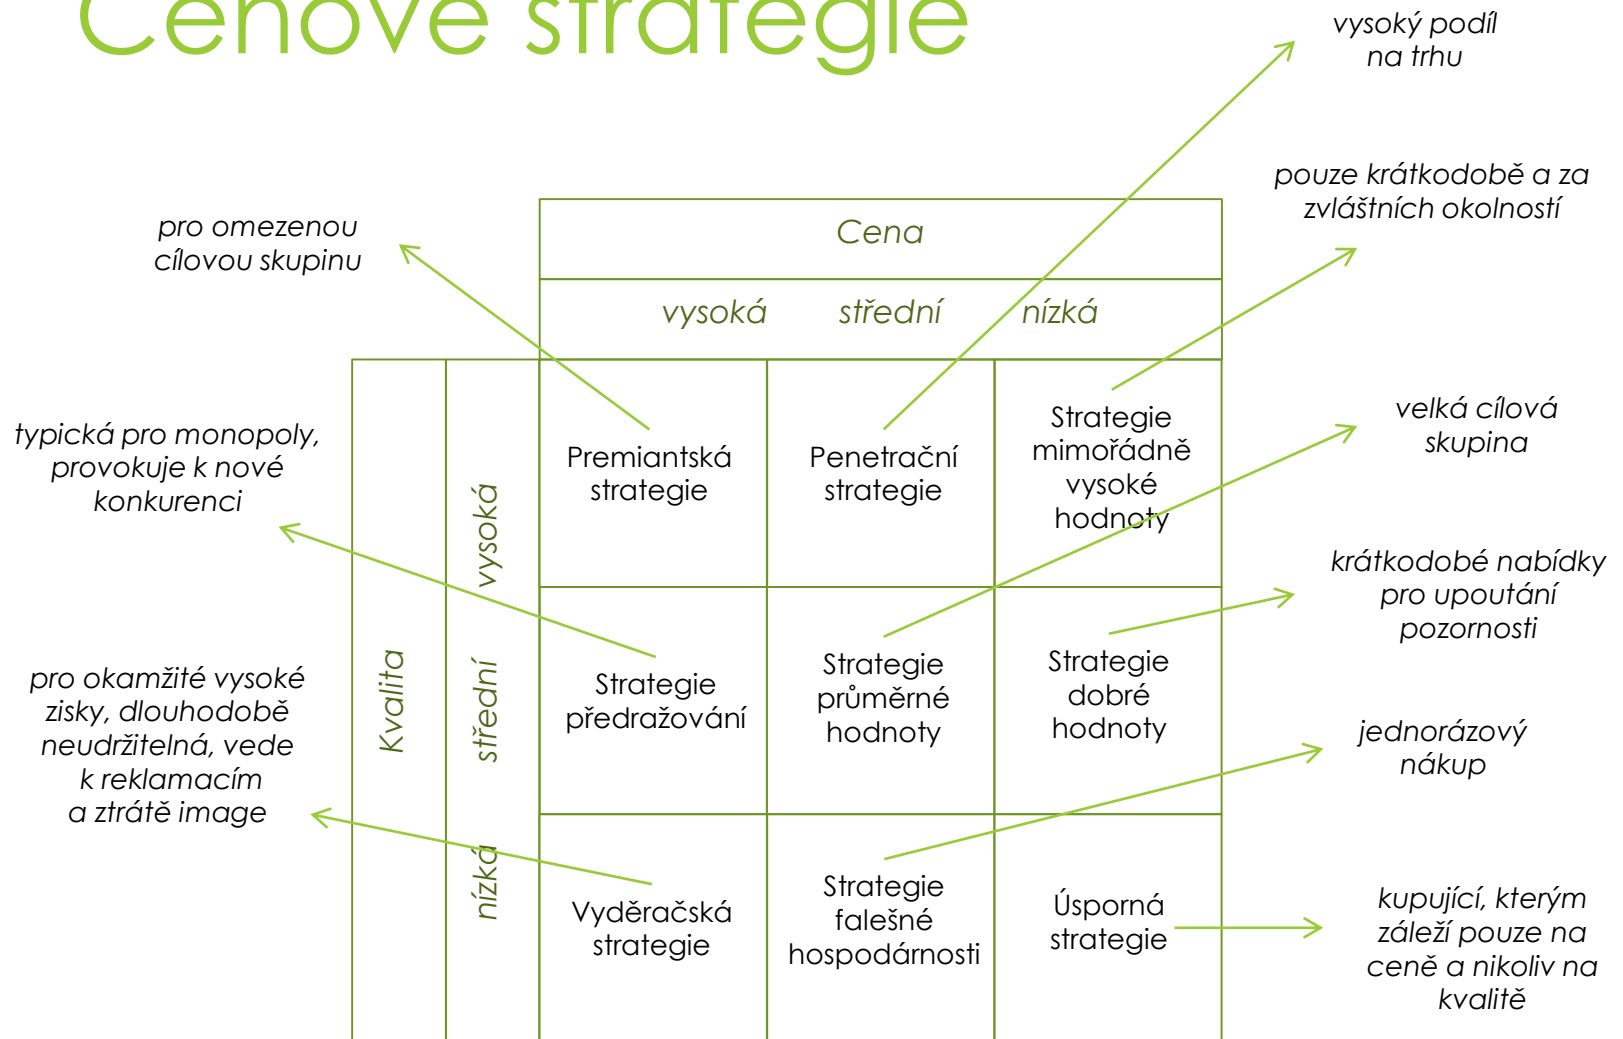 Cenové strategie
vysoký podíl
na trhu
pouze krátkodobě a za
zvláštních okolností
pro omezenou
cílovou skupinu
Cena
vysoká střední nízká
typická pro monopoly,
provokuje k nové
konkurenci
velká cílová
skupina
Premiantská
strategie
Penetrační
strategie
Strategie
mimořádně
vysoké
hodnoty
vysoká
krátkodobé nabídky
pro upoutání
pozornosti
Kvalita
střední
pro okamžité vysoké
zisky, dlouhodobě
neudržitelná, vede
k reklamacím
a ztrátě image
Strategie
předražování
Strategie
průměrné
hodnoty
Strategie
dobré
hodnoty
jednorázový
nákup
nízká
Vyděračská
strategie
Strategie
falešné
hospodárnosti
Úsporná
strategie
kupující, kterým
záleží pouze na
ceně a nikoliv na
kvalitě